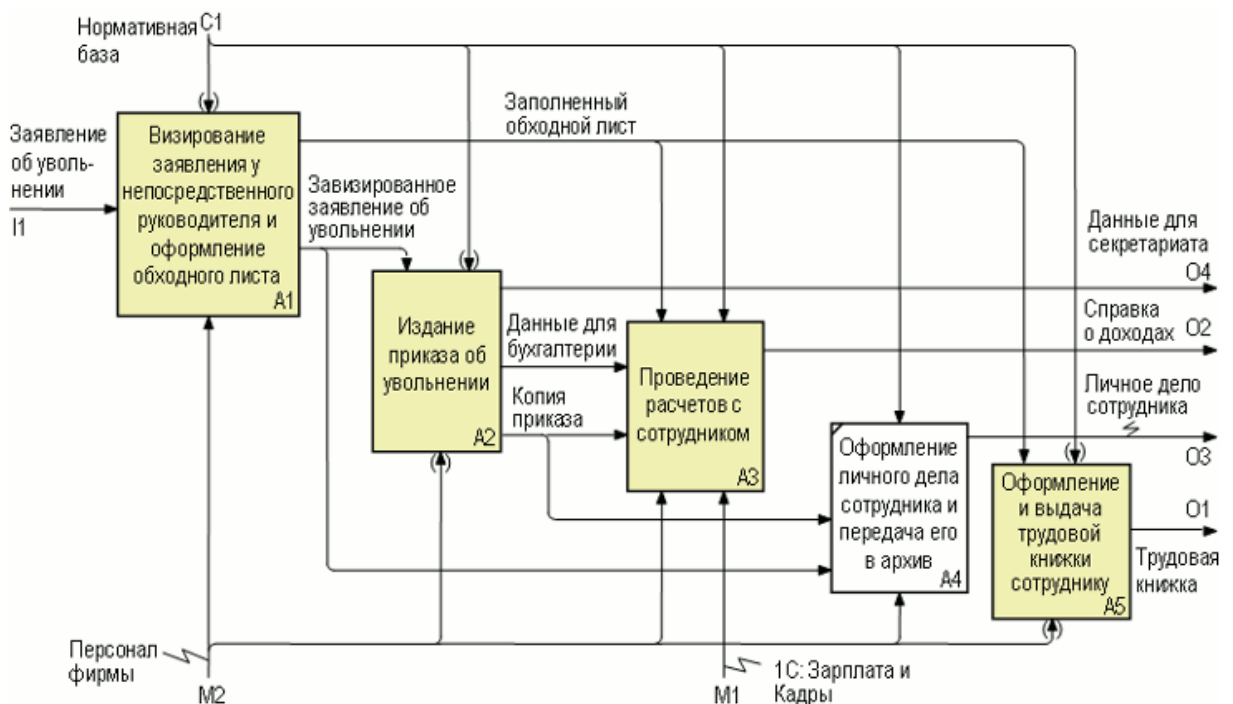 Нормативная
база
C1
Заявление
об уволь-
нении
I1
Визирование
заявления у
непосредственного
руководителя и
оформление
обходного листа
A1
Заполненный
обходной лист
Завизированное
заявление об
увольнении
Издание
приказа об
увольнении
A2
Данные для
бухгалтерии
Копия
приказа
Проведение
расчетов с
сотрудником
A3
Оформление
личного дела
сотрудника и
передача его
в архив
A4
Оформление
и выдача
трудовой
книжки
сотруднику
A5
Данные для
секретариата
O4
Справка
о доходах
O2
Личное дело
сотрудника
O3
O1
Трудовая
книжка
Персонал
фирмы
M2
M1
1С: Зарплата и
Кадры